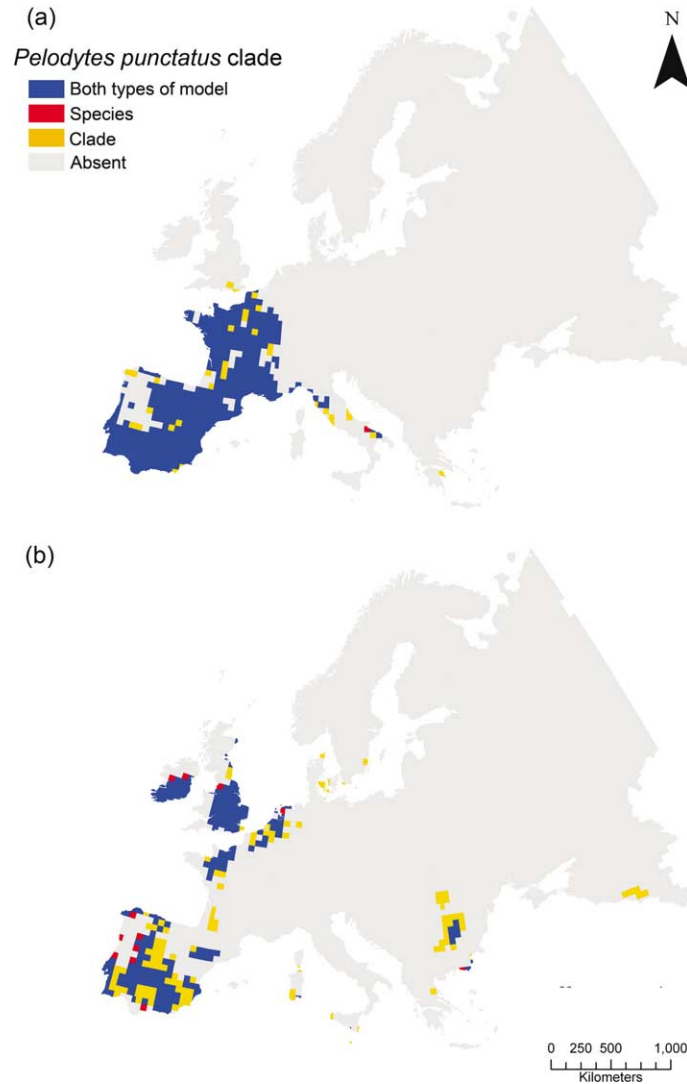 (a)
N
Pelodytes punctatus clade
Both types of model
Species
Clade
Absent
(b)
0 250 500 1,000
Kilometers